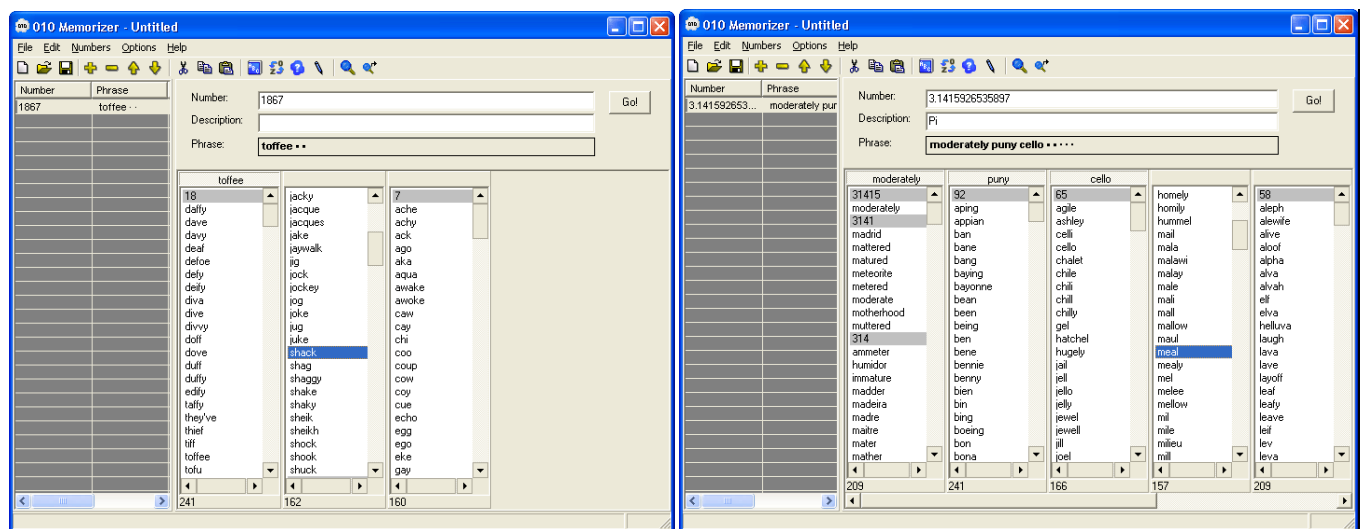 010 Memorizer - Untitled
File Edit Numbers Options Help
Number Phrase
1867 toffee · ·
Number: 1867
Go!
Description:
Phrase: toffee ▪ ▪
toffee
18 jacky 7
daffy jacque ache
dave jacques achy
davy jake ack
deaf jaywalk ago
defoe jig aka
defy jock aqua
deify jockey awake
diva jog awoke
dive joke caw
divvy jug cay
doff juke chi
dove shack coo
duff shag coup
duffy shaggy cow
edify shake coy
taffy shaky cue
they've sheik echo
thief sheikh egg
tiff shock ego
toffee shook eke
tofu shuck gay
241 162 160
010 Memorizer - Untitled
File Edit Numbers Options Help
Number Phrase
3.141592653... moderately pur
Number: 3.1415926535897
Go!
Description: Pi
Phrase: moderately puny cello ▪ ▪ ▪ ▪ ▪
moderately puny cello
31415 92 65 homely 58
moderately aping agile homily aleph
3141 appian ashley hummel alewife
madrid ban celli mail alive
mattered bane cello mala aloof
matured bang chalet malawi alpha
meteorite baying chile malay alva
metered bayonne chili male alvah
moderate bean chill mali elf
motherhood been chilly mall elva
muttered being gel mallow helluva
314 ben hatchel maul laugh
ammeter bene hugely meal lava
humidor bennie jail mealy lave
immature benny jell mel layoff
madder bien jello melee leaf
madeira bin jelly mellow leafy
madre bing jewel mil leave
maitre boeing jewell mile leif
mater bon jill milieu lev
mather bona joel mill leva
209 241 166 157 209